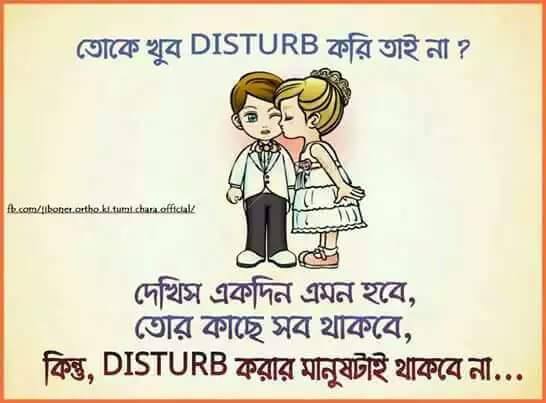 তোকে খুব DISTURB করি তাই না ?
fb.com/jiboner.ortho.ki.tumi.chara.official/
দেখিস একদিন এমন হবে,
তোর কাছে সব থাকবে,
কিন্তু, DISTURB করার মানুষটাই থাকবে না...